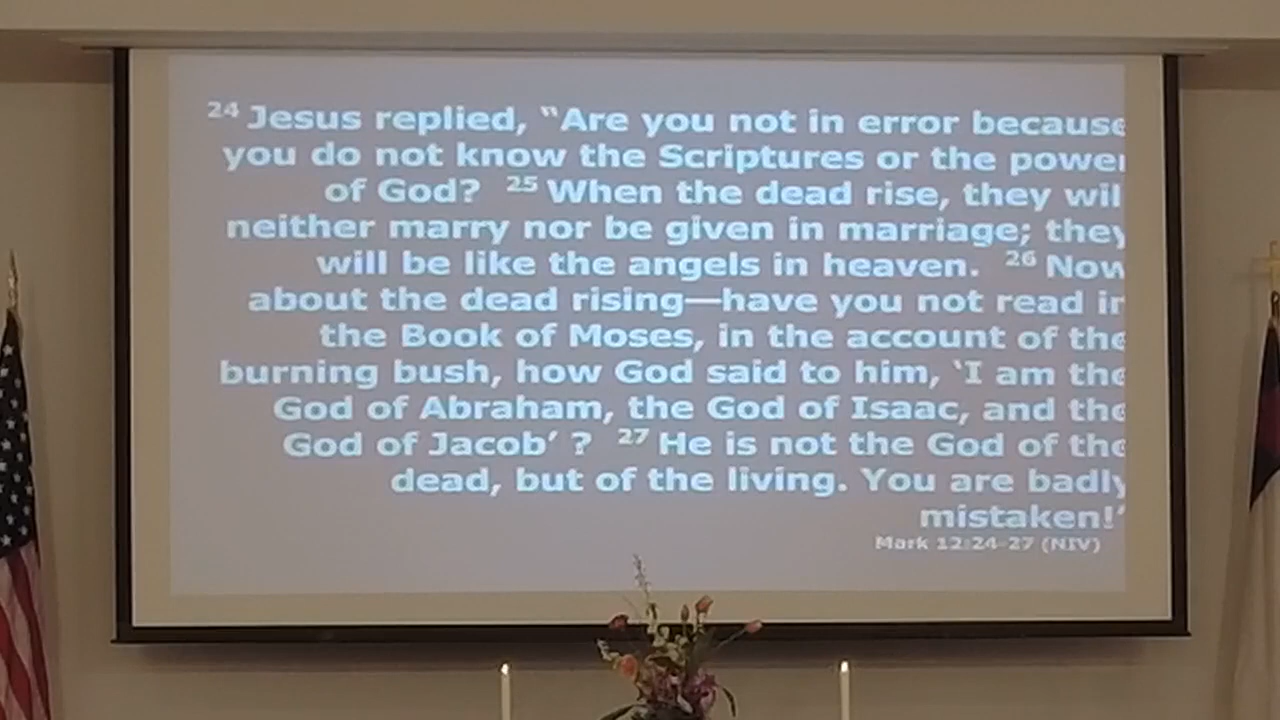 24 Jesus replied, “Are you not in error because
you do not know the Scriptures or the power
of God? 25 When the dead rise, they wil
neither marry nor be given in marriage; they
will be like the angels in heaven. 26 Now
about the dead rising—have you not read in
the Book of Moses, in the account of the
burning bush, how God said to him, ‘I am the
God of Abraham, the God of Isaac, and the
God of Jacob’ ? 27 He is not the God of the
dead, but of the living. You are badly
mistaken!’
Mark 12:24-27 (NIV)